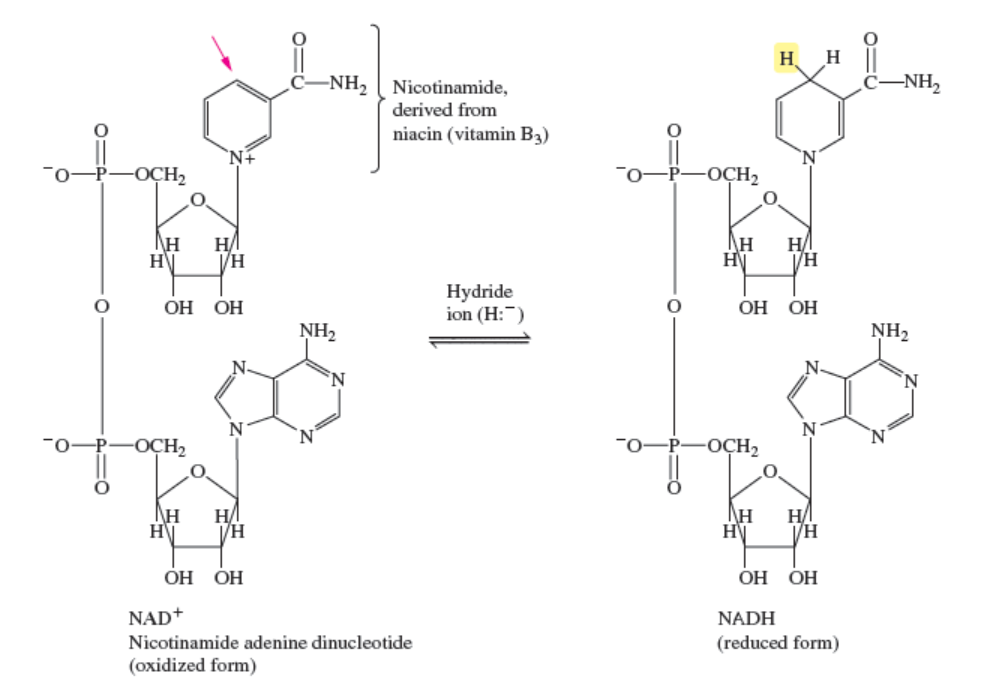 O
C—NH₂
N+
Nicotinamide,
derived from
niacin (vitamin B₃)
O
⁻O—P—OCH₂
O
H H
H H
OH OH
O
NH₂
N N
N N
⁻O—P—OCH₂
O
O
H H
H H
OH OH
NAD⁺
Nicotinamide adenine dinucleotide
(oxidized form)
Hydride
ion (H:⁻)
H H O
C—NH₂
N
O
⁻O—P—OCH₂
O
H H
H H
OH OH
O
NH₂
N N
N N
⁻O—P—OCH₂
O
O
H H
H H
OH OH
NADH
(reduced form)